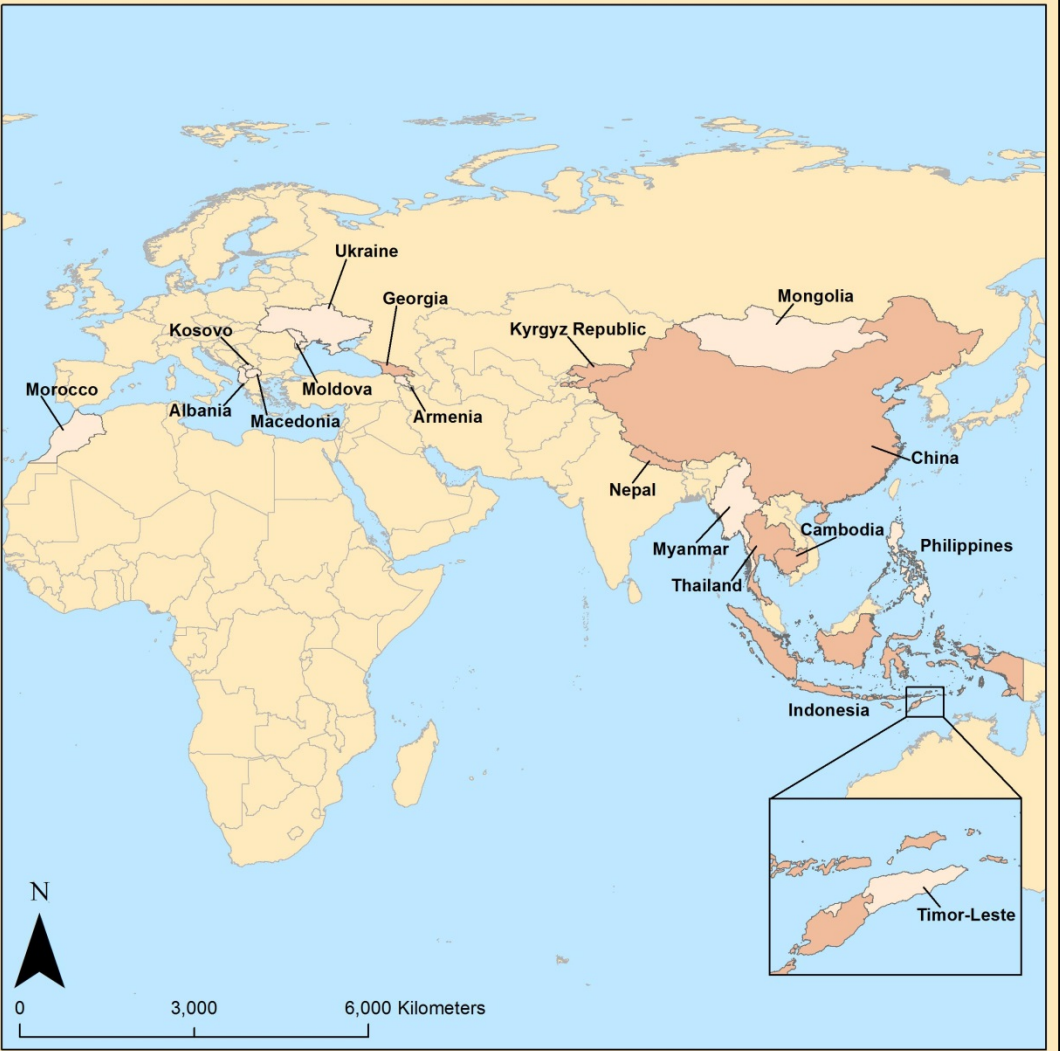 Ukraine
Georgia
Mongolia
Kosovo
Kyrgyz Republic
Morocco
Moldova
Albania
Macedonia
Armenia
China
Nepal
Cambodia
Myanmar
Philippines
Thailand
Indonesia
N
Timor-Leste
0 3,000 6,000 Kilometers